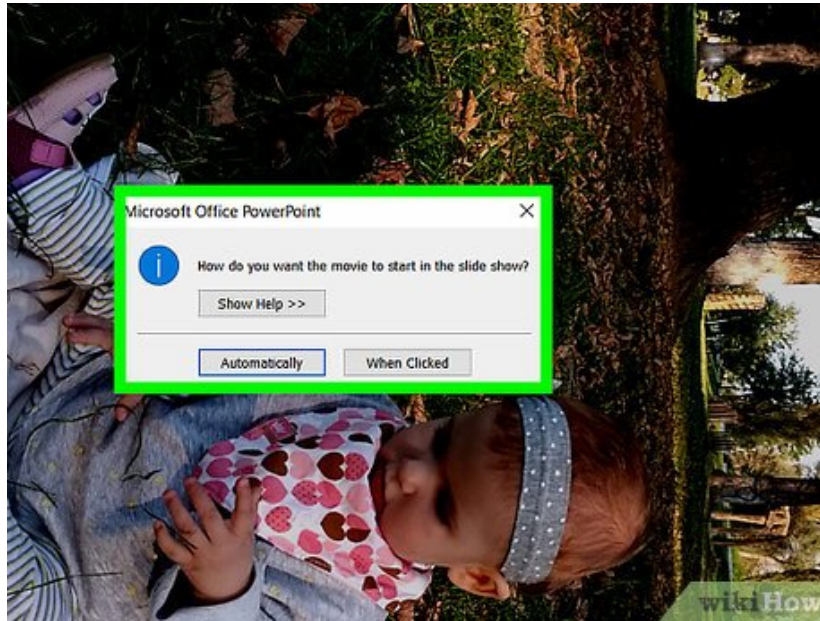 Microsoft Office PowerPoint
How do you want the movie to start in the slide show?
Show Help >>
Automatically
When Clicked
wikiHow